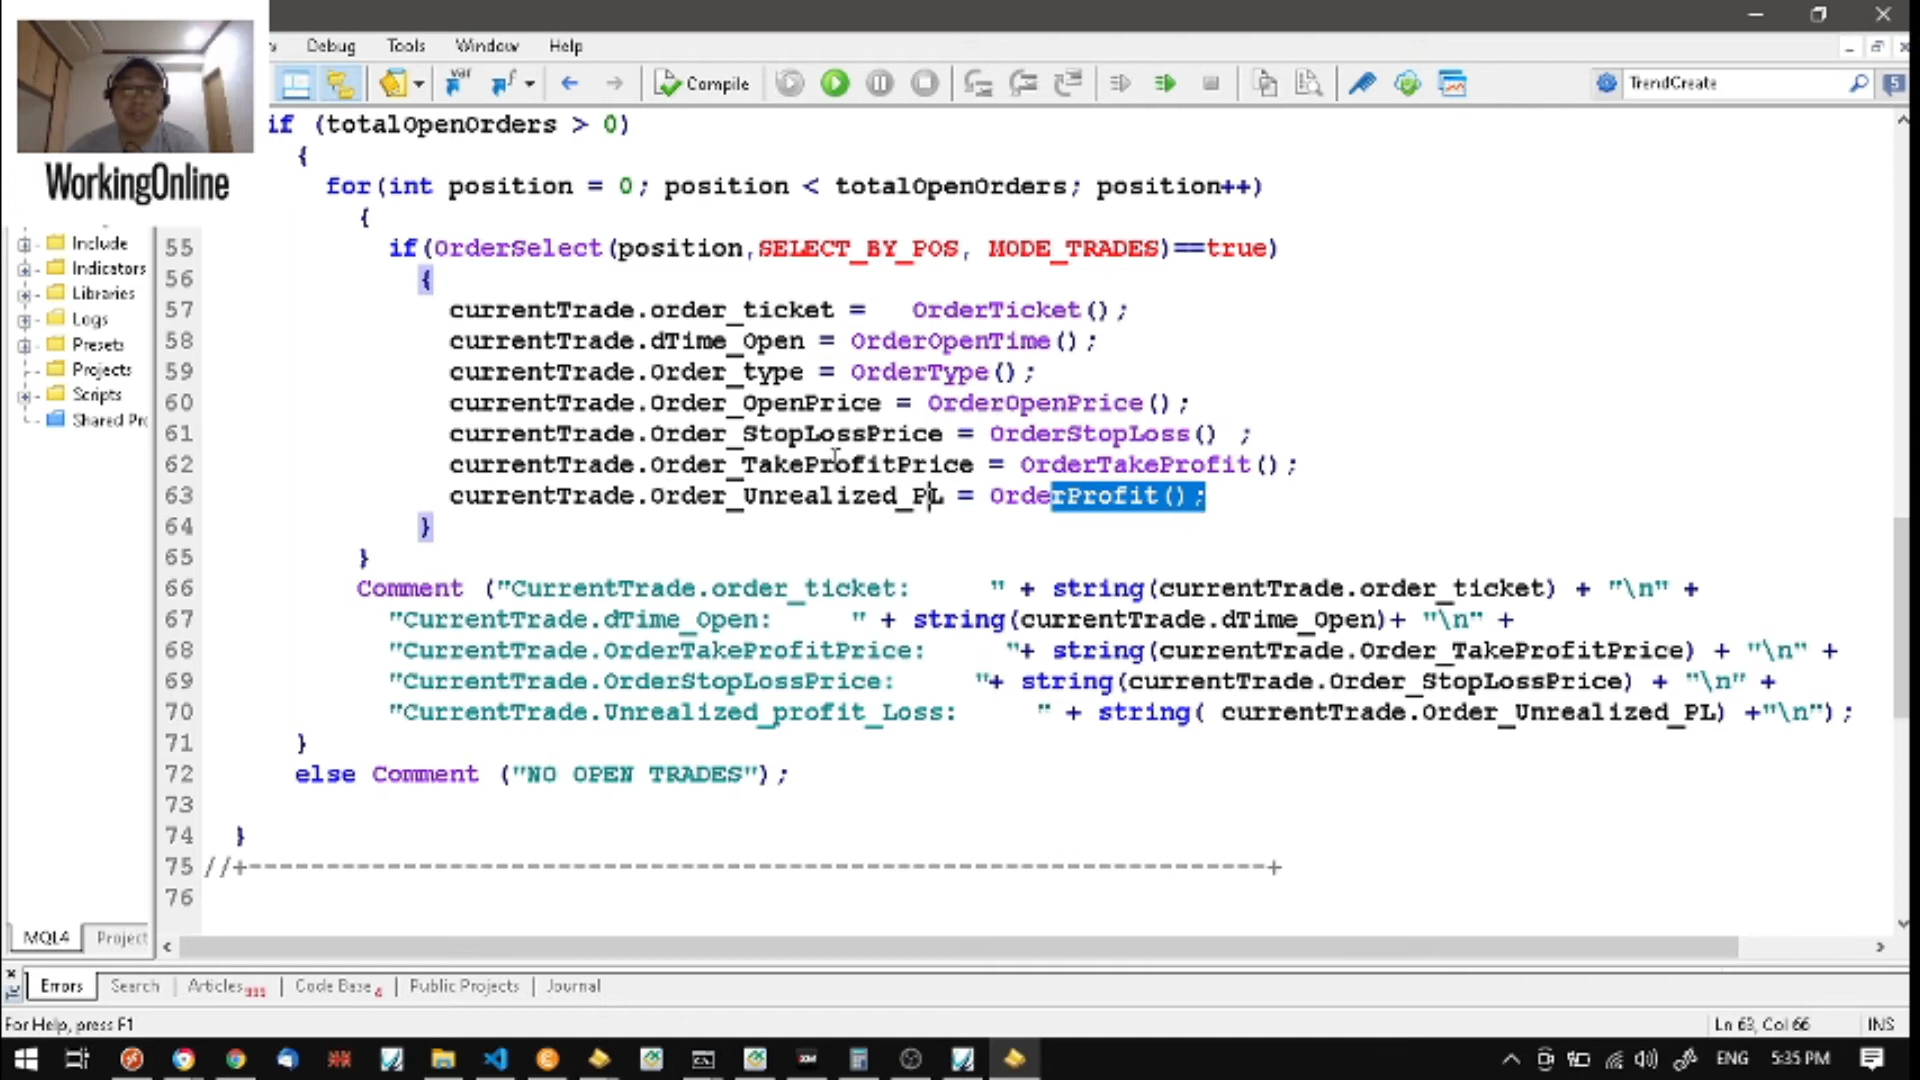 Debug Tools Window Help
Compile
TrendCreate
5
WorkingOnline
if (totalOpenOrders > 0)
{
for(int position = 0; position < totalOpenOrders; position++)
{
55 if(OrderSelect(position,SELECT_BY_POS, MODE_TRADES)==true)
56 {
57 currentTrade.order_ticket = OrderTicket();
58 currentTrade.dTime_Open = OrderOpenTime();
59 currentTrade.Order_type = OrderType();
60 currentTrade.Order_OpenPrice = OrderOpenPrice();
61 currentTrade.Order_StopLossPrice = OrderStopLoss() ;
62 currentTrade.Order_TakeProfitPrice = OrderTakeProfit();
63 currentTrade.Order_Unrealized_PL = OrderProfit();
64 }
65 }
66 Comment ("CurrentTrade.order_ticket: " + string(currentTrade.order_ticket) + "\n" +
67 "CurrentTrade.dTime_Open: " + string(currentTrade.dTime_Open)+ "\n" +
68 "CurrentTrade.OrderTakeProfitPrice: "+ string(currentTrade.Order_TakeProfitPrice) + "\n" +
69 "CurrentTrade.OrderStopLossPrice: "+ string(currentTrade.Order_StopLossPrice) + "\n" +
70 "CurrentTrade.Unrealized_profit_Loss: " + string( currentTrade.Order_Unrealized_PL) +"\n");
71 }
72 else Comment ("NO OPEN TRADES");
73
74 }
75 //+------------------------------------------------------------------+
76
Include
Indicators
Libraries
Logs
Presets
Projects
Scripts
Shared Pr
MQL4 Project
Errors Search Articles Code Base Public Projects Journal
For Help, press F1
Ln 63, Col 66 INS
ENG 5:35 PM